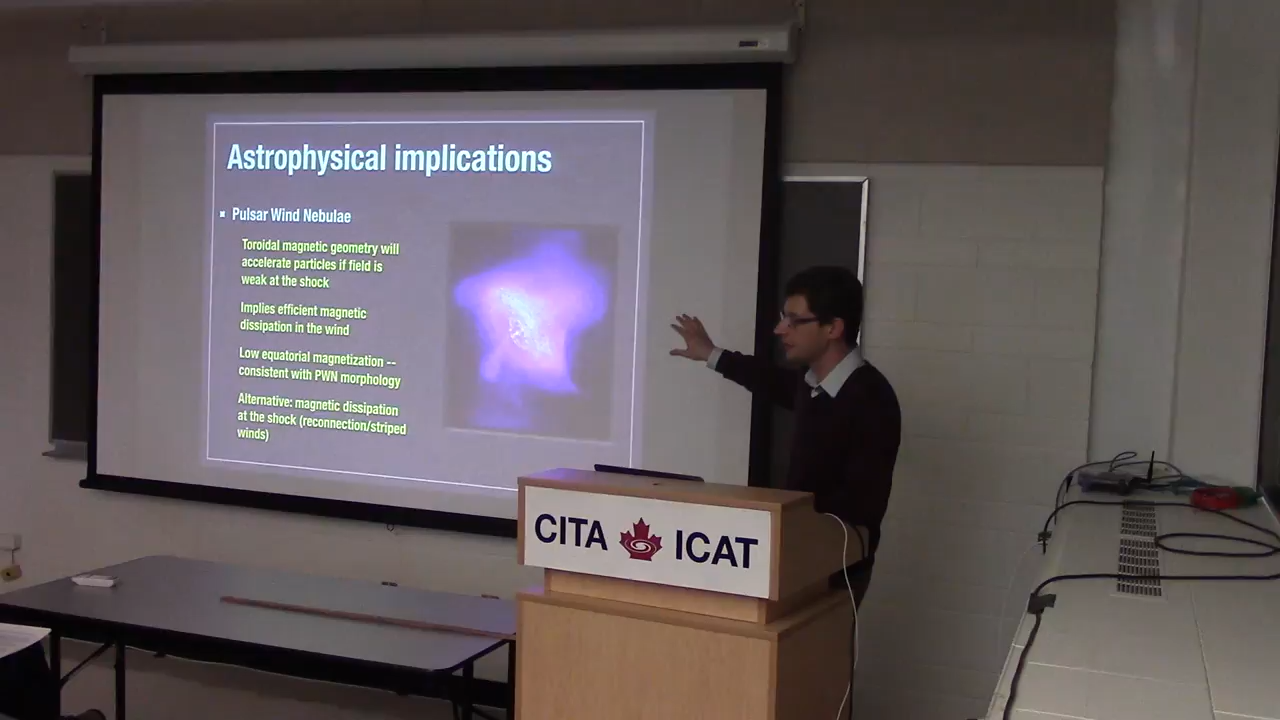 Astrophysical implications
Pulsar Wind Nebulae
Toroidal magnetic geometry will
accelerate particles if field is
weak at the shock
Implies efficient magnetic
dissipation in the wind
Low equatorial magnetization --
consistent with PWN morphology
Alternative: magnetic dissipation
at the shock (reconnection/striped
winds)
CITA ICAT